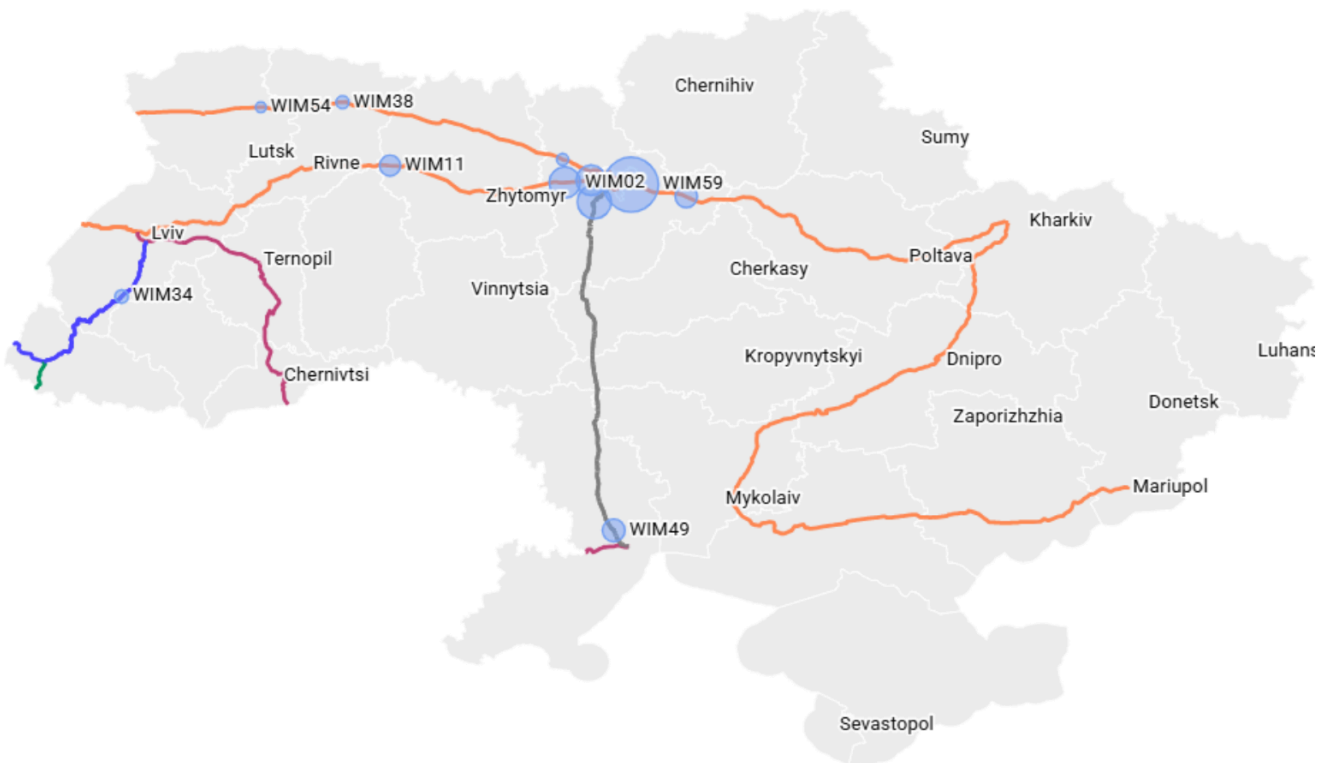 Chernihiv
WIM54
WIM38
Sumy
Lutsk
Rivne
WIM11
Zhytomyr
WIM02
WIM59
Kharkiv
Lviv
Ternopil
Poltava
Cherkasy
WIM34
Vinnytsia
Kropyvnytskyi
Dnipro
Luhans
Chernivtsi
Zaporizhzhia
Donetsk
Mykolaiv
Mariupol
WIM49
Sevastopol